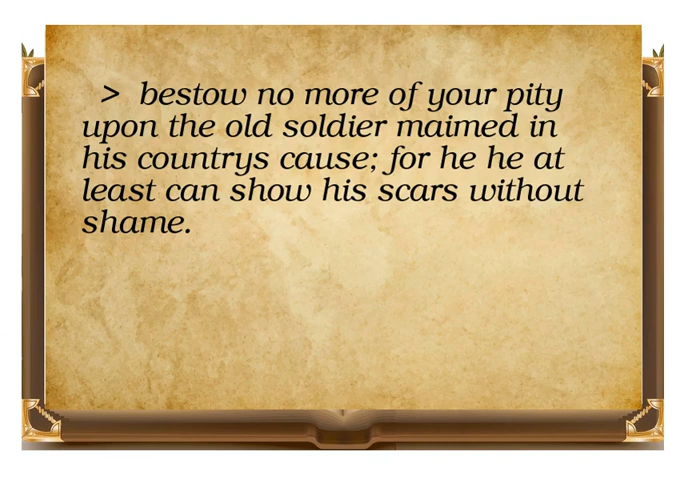 > bestow no more of your pity
upon the old soldier maimed in
his countrys cause; for he he at
least can show his scars without
shame.